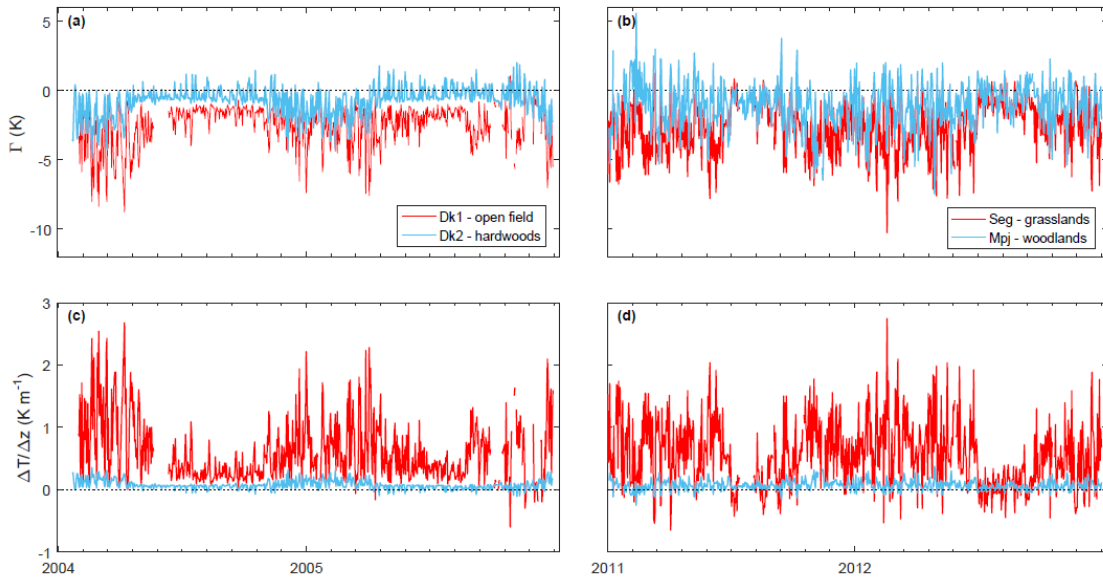 (a)
(b)
5
0
-5
-10
Γ (K)
Dk1 - open field
Dk2 - hardwoods
Seg - grasslands
Mpj - woodlands
(c)
(d)
3
2
1
0
-1
ΔT/Δz (K m⁻¹)
2004
2005
2011
2012